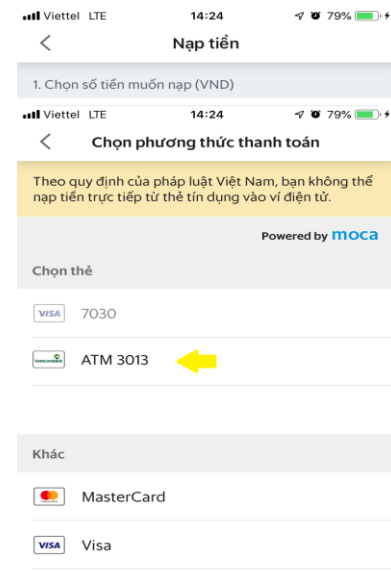 Viettel LTE 14:24 79%
Nạp tiền
1. Chọn số tiền muốn nạp (VND)
Viettel LTE 14:24 79%
Chọn phương thức thanh toán
Theo quy định của pháp luật Việt Nam, bạn không thể
nạp tiền trực tiếp từ thẻ tín dụng vào ví điện tử.
Powered by moca
Chọn thẻ
VISA 7030
Vietcombank ATM 3013
Khác
MasterCard
VISA Visa